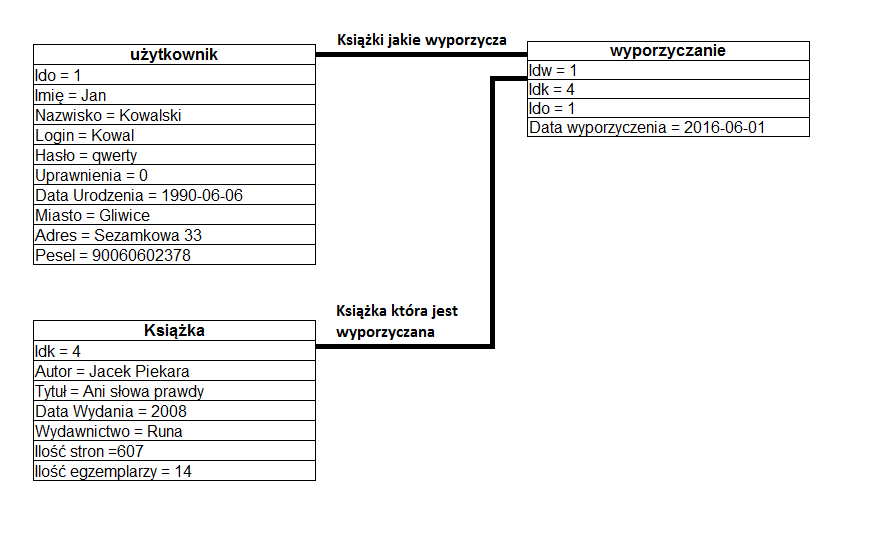 Książki jakie wyporzycza
użytkownik
Ido = 1
Imię = Jan
Nazwisko = Kowalski
Login = Kowal
Hasło = qwerty
Uprawnienia = 0
Data Urodzenia = 1990-06-06
Miasto = Gliwice
Adres = Sezamkowa 33
Pesel = 90060602378
wyporzyczanie
Idw = 1
Idk = 4
Ido = 1
Data wyporzyczenia = 2016-06-01
Książka która jest
wyporzyczana
Książka
Idk = 4
Autor = Jacek Piekara
Tytuł = Ani słowa prawdy
Data Wydania = 2008
Wydawnictwo = Runa
Ilość stron =607
Ilość egzemplarzy = 14